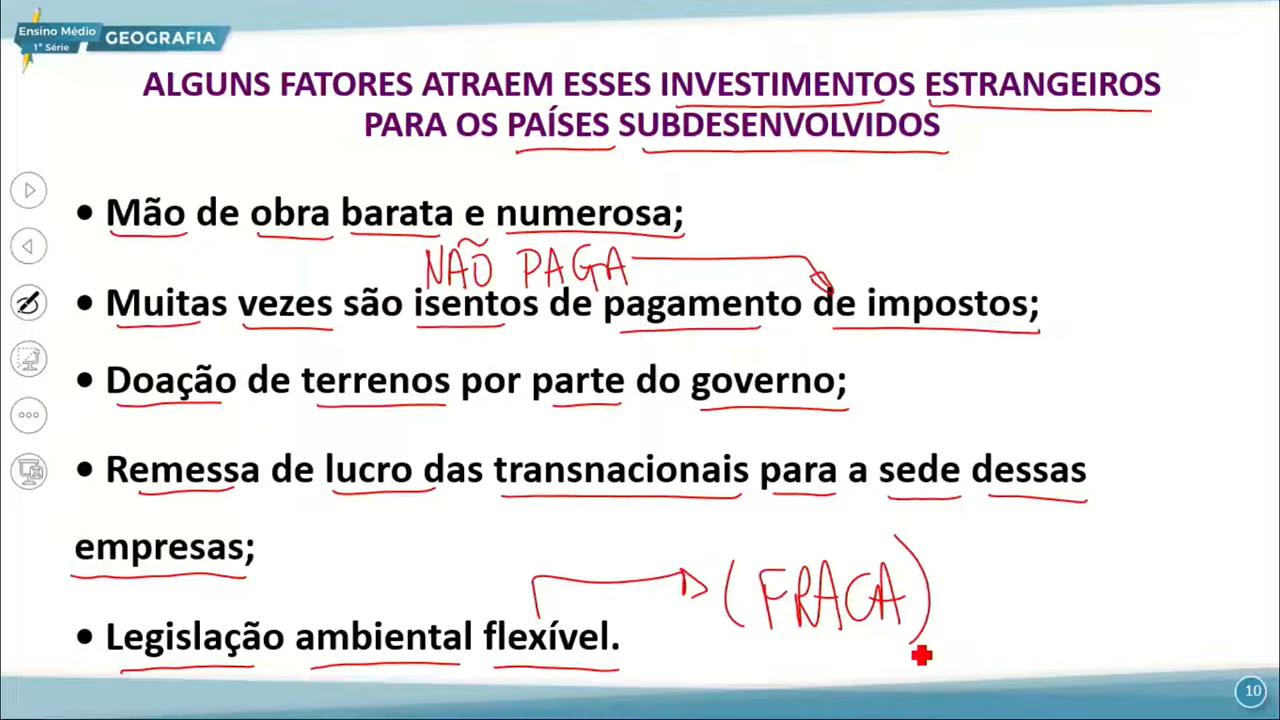 Ensino Médio
1ª Série
GEOGRAFIA
ALGUNS FATORES ATRAEM ESSES INVESTIMENTOS ESTRANGEIROS
PARA OS PAÍSES SUBDESENVOLVIDOS
• Mão de obra barata e numerosa;
NÃO PAGA
• Muitas vezes são isentos de pagamento de impostos;
• Doação de terrenos por parte do governo;
• Remessa de lucro das transnacionais para a sede dessas
empresas;
(FRACA)
• Legislação ambiental flexível.
10